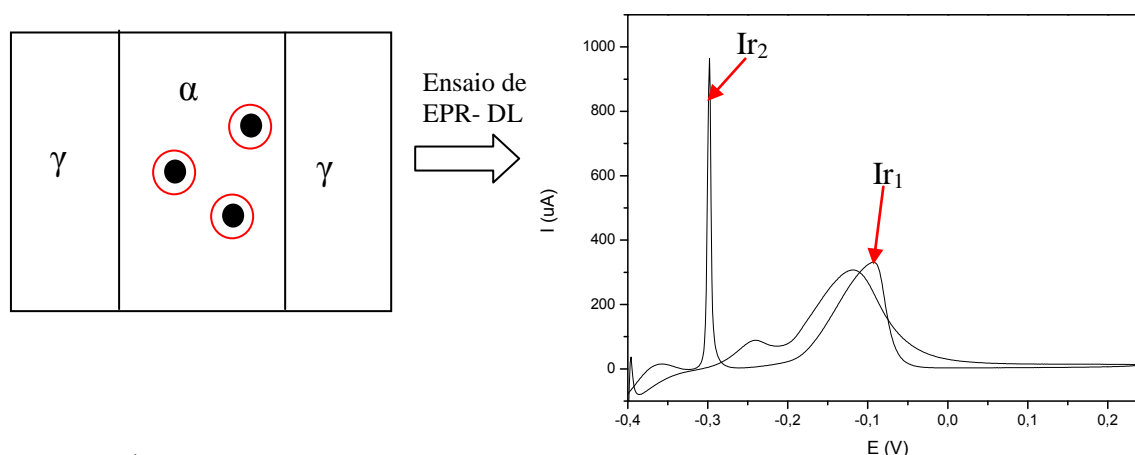 α
γ
γ
Ensaio de
EPR- DL
Ir₂
Ir₁
I (uA)
1000
800
600
400
200
0
-0,4 -0,3 -0,2 -0,1 0,0 0,1 0,2
E (V)